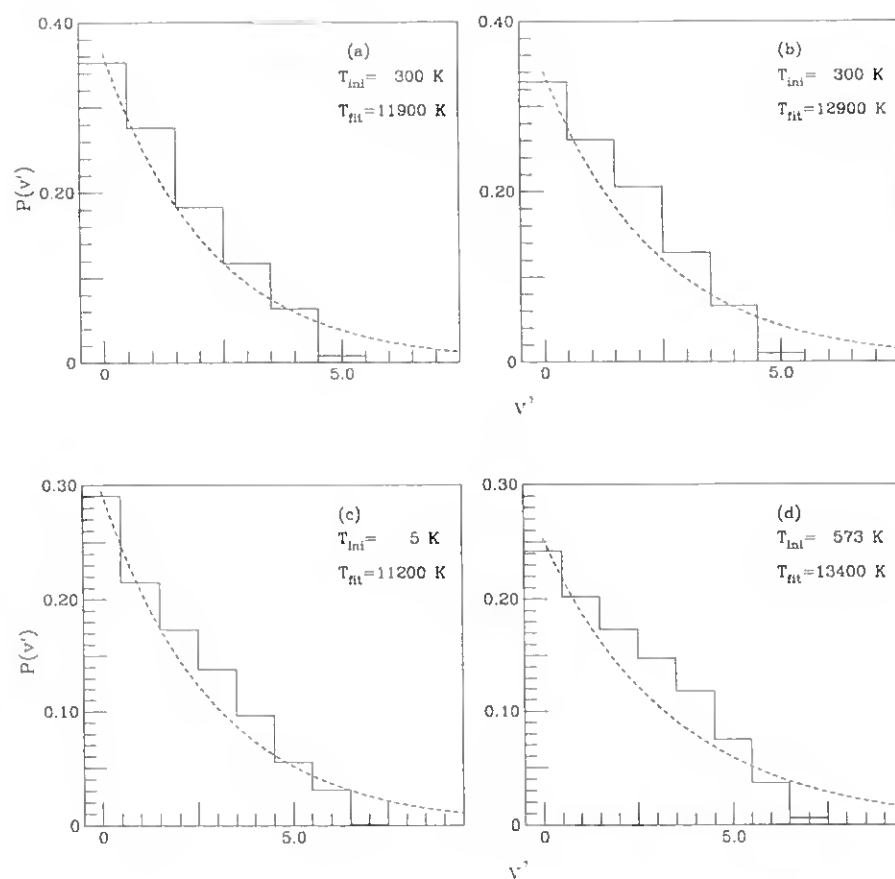 0.40
0.20
0
P(v')
(a)
T_ini= 300 K
T_fit=11900 K
0
5.0
0.40
0.20
0
(b)
T_ini= 300 K
T_fit=12900 K
0
5.0
V'
0.30
0.20
0.10
0
P(v')
(c)
T_ini= 5 K
T_fit=11200 K
0
5.0
0.30
0.20
0.10
0
(d)
T_ini= 573 K
T_fit=13400 K
0
5.0
V'